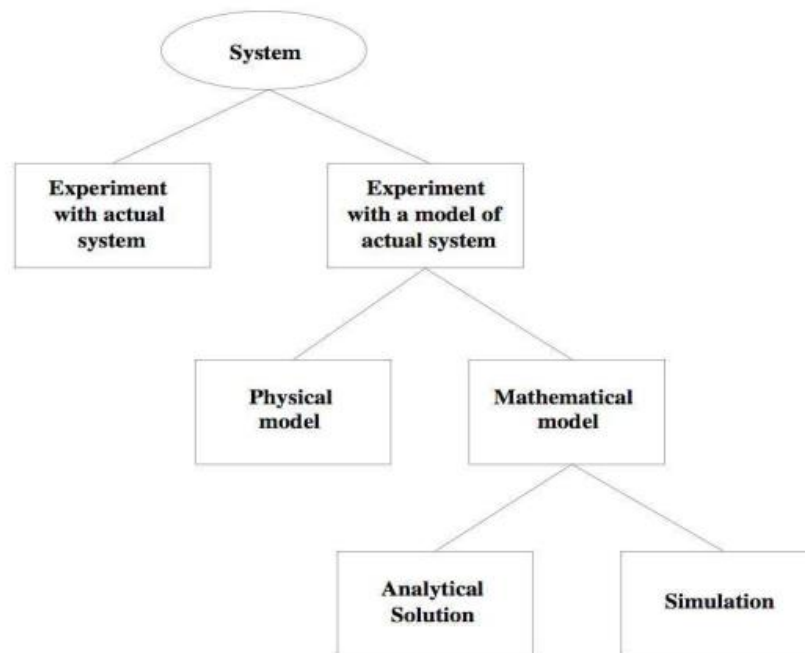 System
Experiment
with actual
system
Experiment
with a model of
actual system
Physical
model
Mathematical
model
Analytical
Solution
Simulation